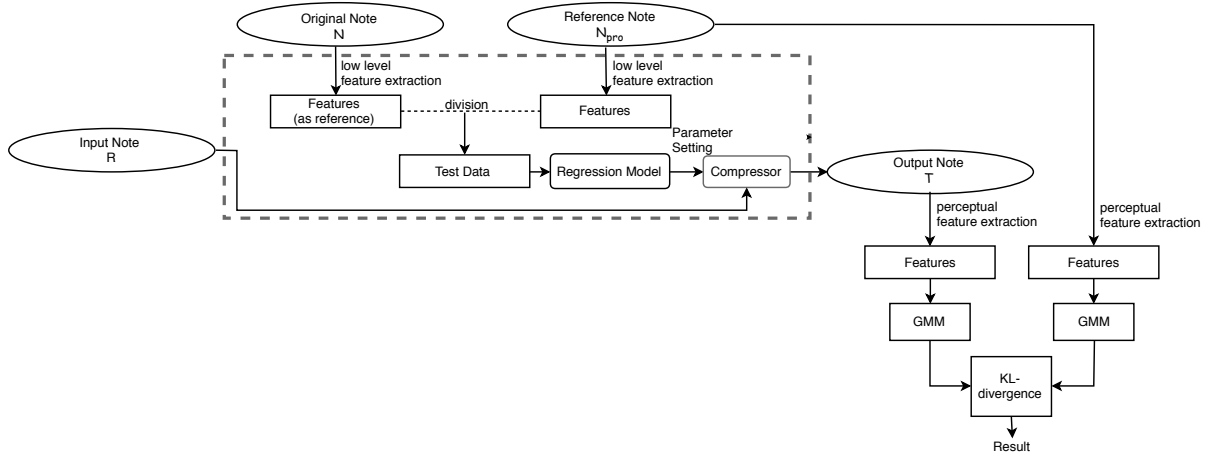 Original Note
N
Reference Note
N_pro
low level
feature extraction
low level
feature extraction
Features
(as reference)
division
Features
Input Note
R
Parameter
Setting
Test Data
Regression Model
Compressor
Output Note
T
perceptual
feature extraction
perceptual
feature extraction
Features
Features
GMM
GMM
KL-
divergence
Result